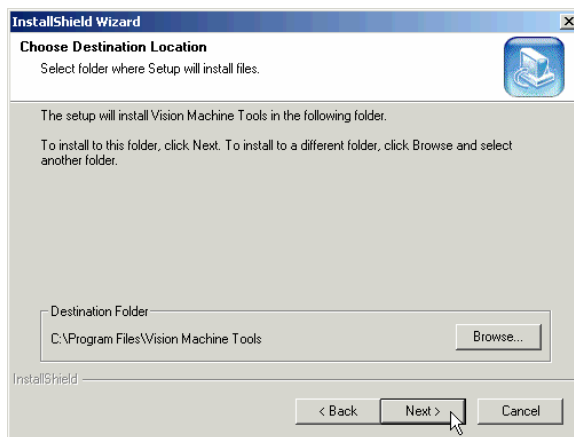 InstallShield Wizard
Choose Destination Location
Select folder where Setup will install files.
The setup will install Vision Machine Tools in the following folder.
To install to this folder, click Next. To install to a different folder, click Browse and select
another folder.
Destination Folder
C:\Program Files\Vision Machine Tools
Browse...
InstallShield
< Back
Next >
Cancel